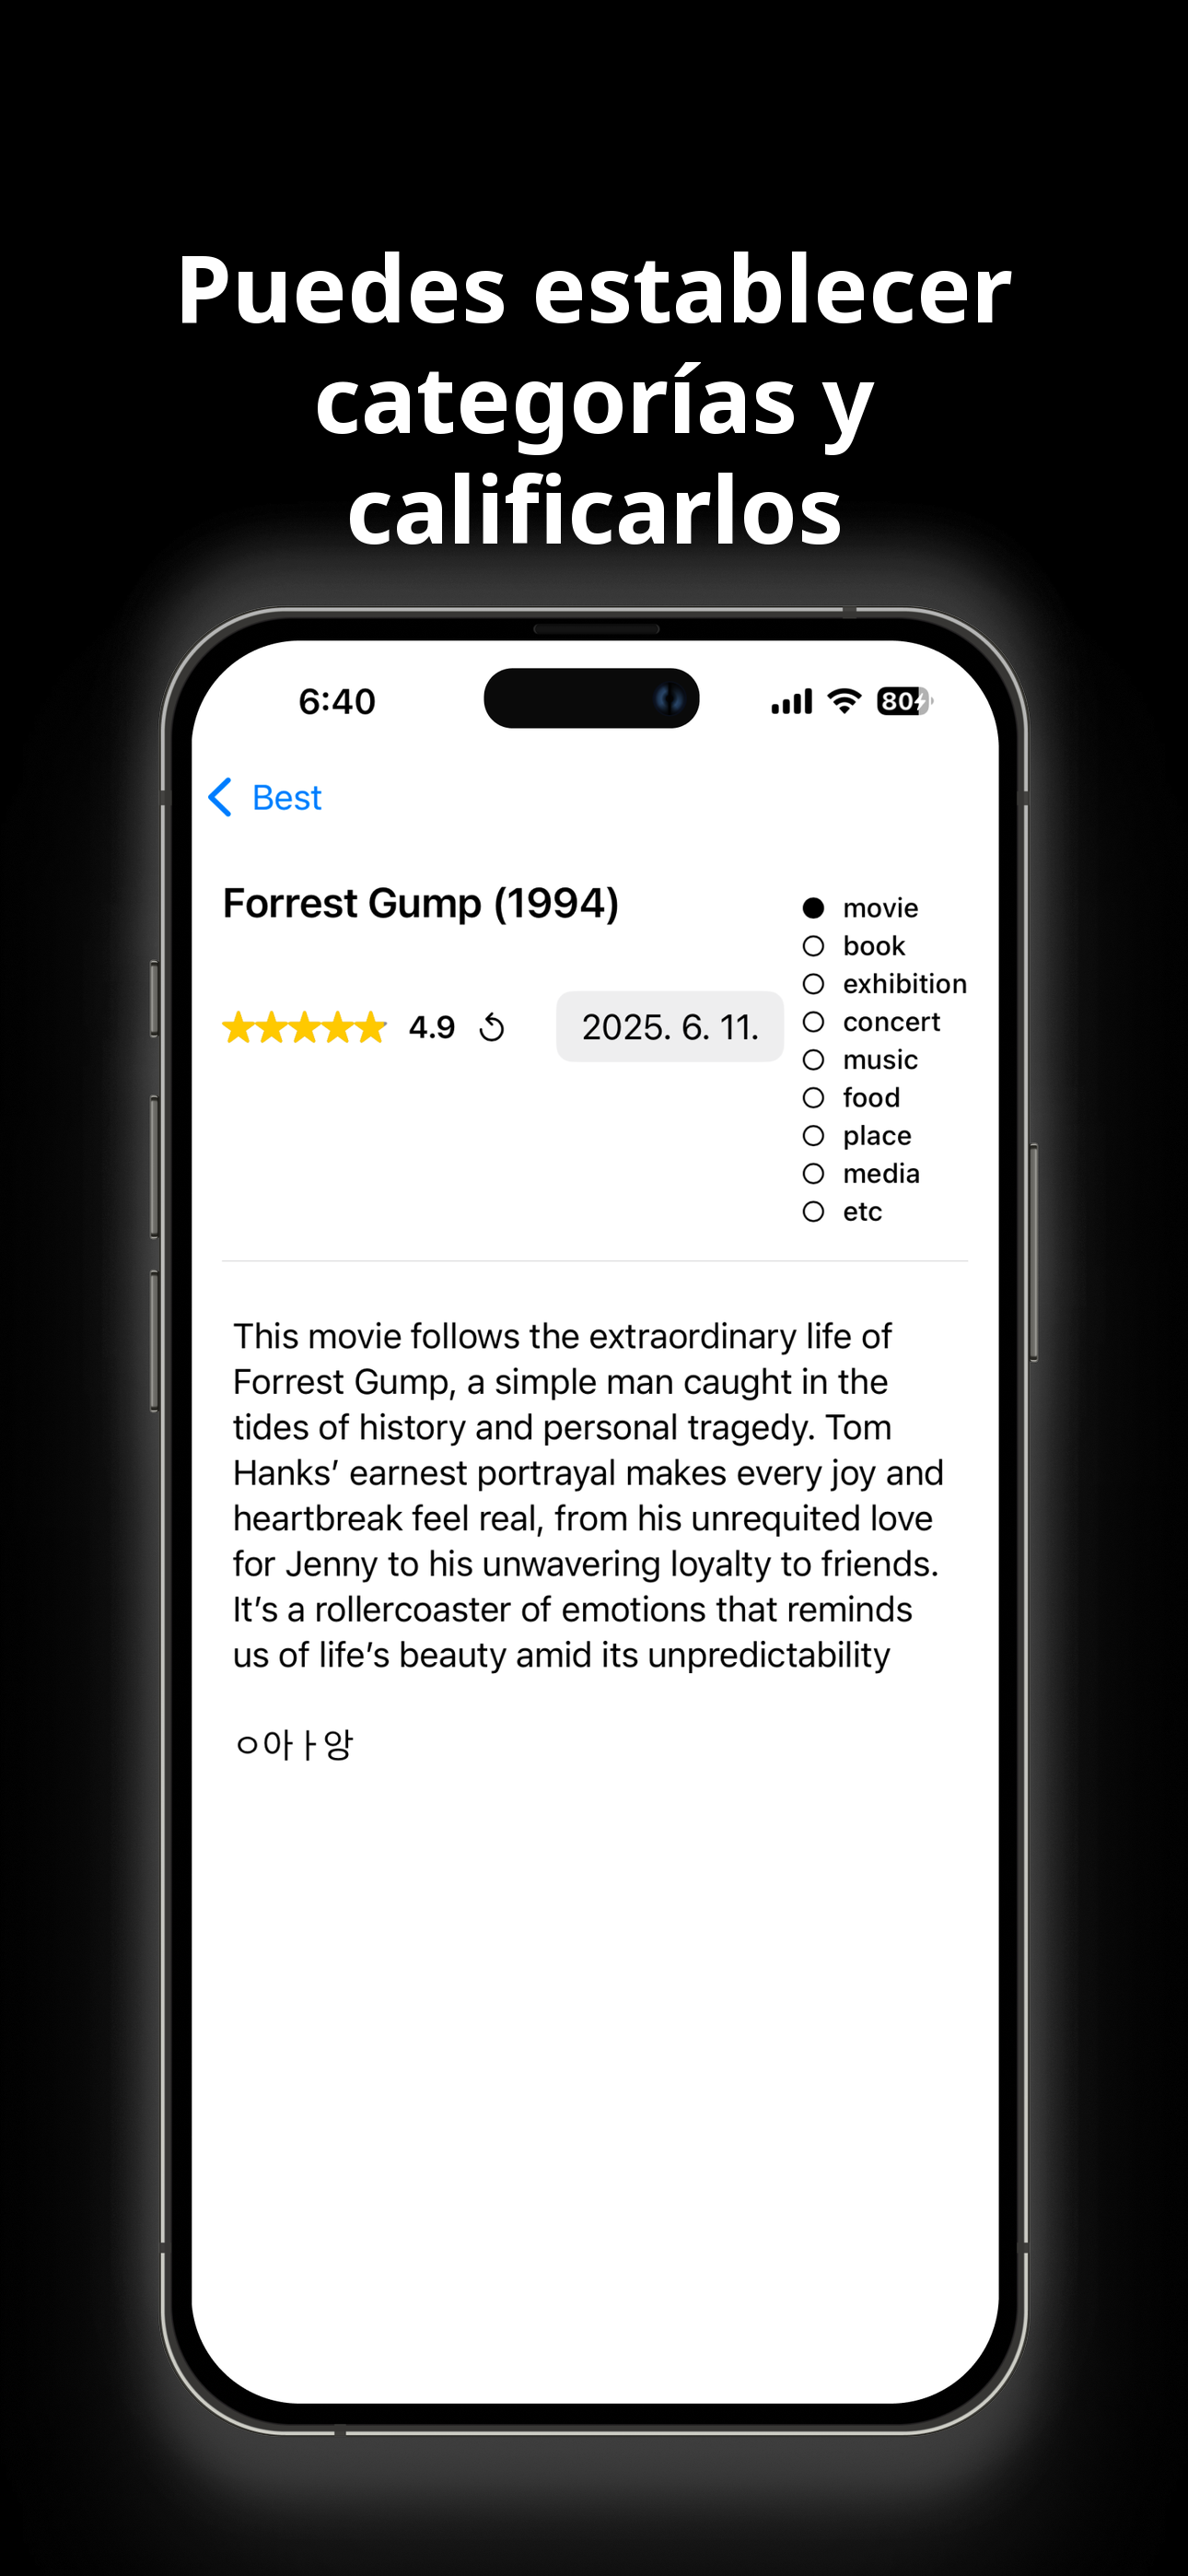 Puedes establecer
categorías y
calificarlos
6:40
80
Best
Forrest Gump (1994)
4.9
2025. 6. 11.
movie
book
exhibition
concert
music
food
place
media
etc
This movie follows the extraordinary life of
Forrest Gump, a simple man caught in the
tides of history and personal tragedy. Tom
Hanks’ earnest portrayal makes every joy and
heartbreak feel real, from his unrequited love
for Jenny to his unwavering loyalty to friends.
It’s a rollercoaster of emotions that reminds
us of life’s beauty amid its unpredictability
ㅇ아ㅏ앙